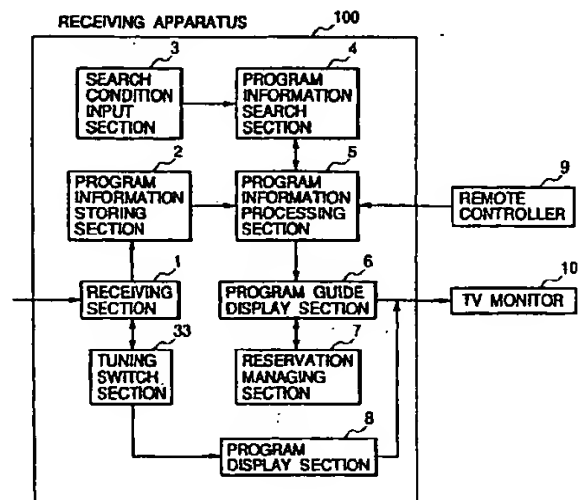 RECEIVING APPARATUS
100
3
SEARCH
CONDITION
INPUT
SECTION
4
PROGRAM
INFORMATION
SEARCH
SECTION
2
PROGRAM
INFORMATION
STORING
SECTION
5
PROGRAM
INFORMATION
PROCESSING
SECTION
9
REMOTE
CONTROLLER
1
RECEIVING
SECTION
6
PROGRAM GUIDE
DISPLAY SECTION
10
TV MONITOR
33
TUNING
SWITCH
SECTION
7
RESERVATION
MANAGING
SECTION
8
PROGRAM
DISPLAY SECTION